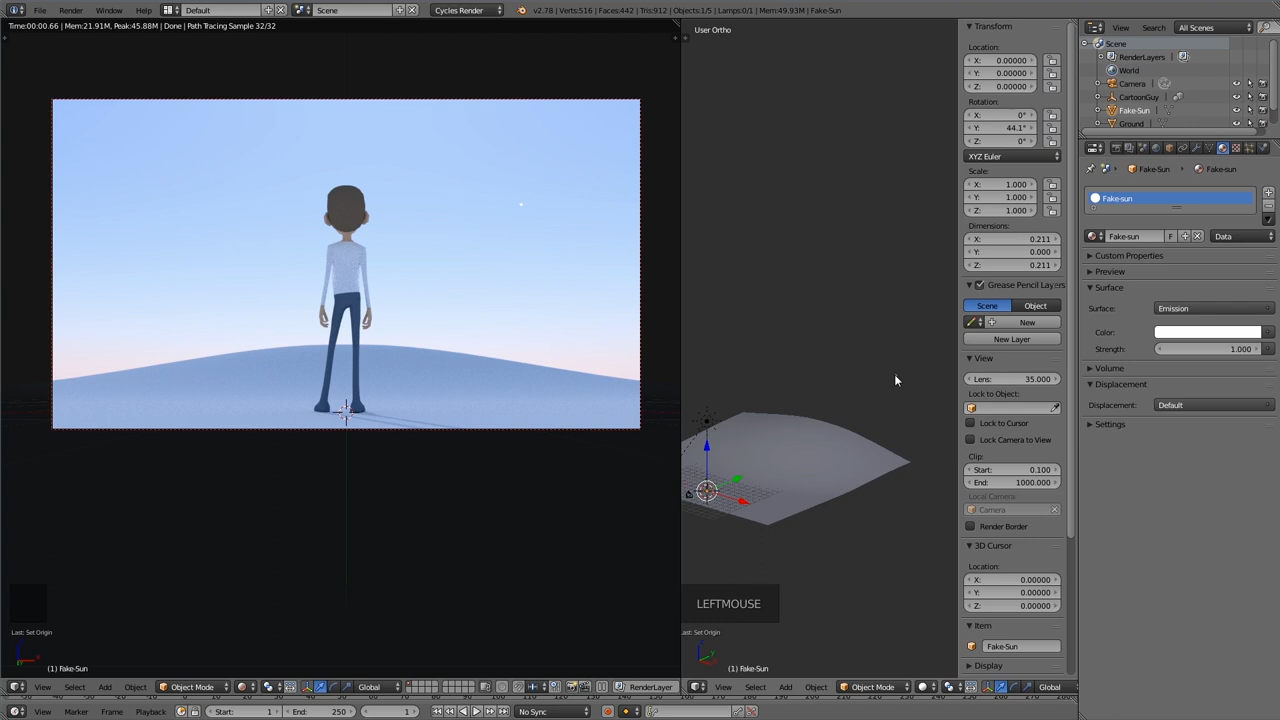 File Render Window Help Default Scene Cycles Render v2.78 | Verts:516 | Faces:442 | Tris:912 | Objects:1/5 | Lamps:0/1 | Mem:49.93M | Fake-Sun
Time:00:00.66 | Mem:21.91M, Peak:45.88M | Done | Path Tracing Sample 32/32
User Ortho
Transform
Location:
X: 0.00000
Y: 0.00000
Z: 0.00000
Rotation:
X: 0°
Y: 44.1°
Z: 0°
XYZ Euler
Scale:
X: 1.000
Y: 1.000
Z: 1.000
Dimensions:
X: 0.211
Y: 0.000
Z: 0.211
Grease Pencil Layers
Scene Object
New
New Layer
View
Lens: 35.000
Lock to Object:
Lock to Cursor
Lock Camera to View
Clip:
Start: 0.100
End: 1000.000
Local Camera:
Camera
Render Border
3D Cursor
Location:
X: 0.00000
Y: 0.00000
Z: 0.00000
Item
Fake-Sun
Display
View Search All Scenes
Scene
RenderLayers
World
Camera
CartoonGuy
Fake-Sun
Ground
Fake-Sun Fake-sun
Fake-sun
Fake-sun F Data
Custom Properties
Preview
Surface
Surface: Emission
Color:
Strength: 1.000
Volume
Displacement
Displacement: Default
Settings
LEFTMOUSE
Last: Set Origin
ast: Set Origin
(1) Fake-Sun
(1) Fake-Sun
View Select Add Object Object Mode Global RenderLayer
View Select Add Object Object Mode Global
View Marker Frame Playback Start: 1 End: 250 1 No Sync